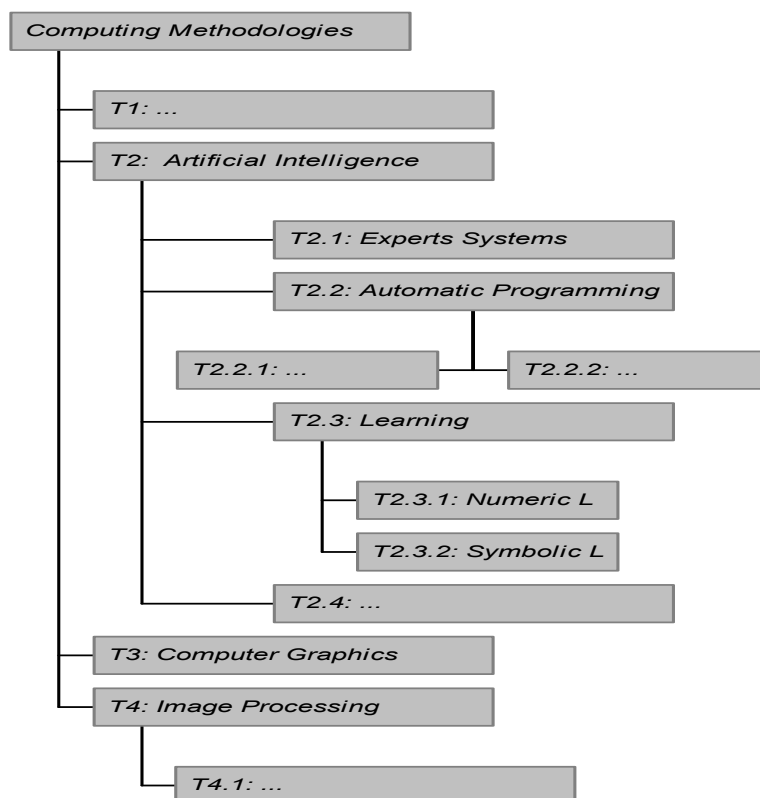 Computing Methodologies
T1: ...
T2: Artificial Intelligence
T2.1: Experts Systems
T2.2: Automatic Programming
T2.2.1: ...
T2.2.2: ...
T2.3: Learning
T2.3.1: Numeric L
T2.3.2: Symbolic L
T2.4: ...
T3: Computer Graphics
T4: Image Processing
T4.1: ...